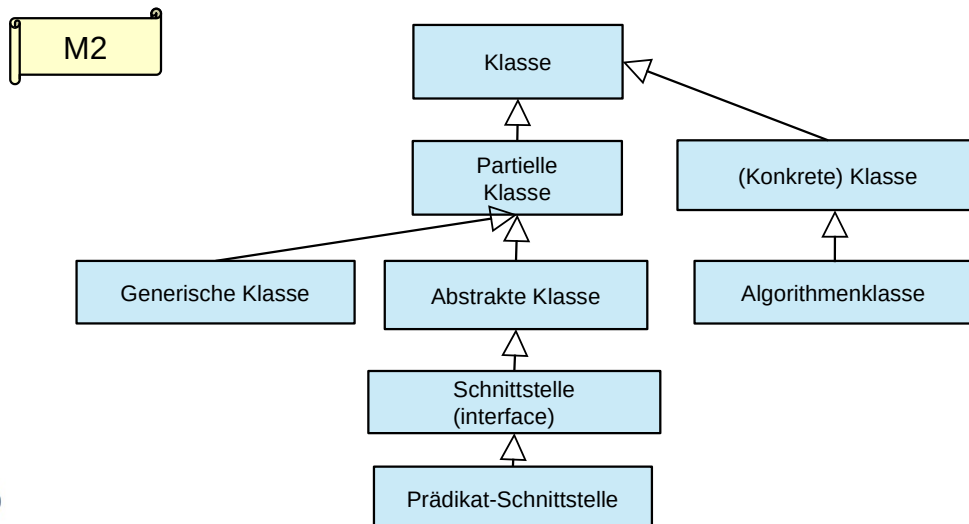 M2
Klasse
Partielle
Klasse
(Konkrete) Klasse
Generische Klasse
Abstrakte Klasse
Algorithmenklasse
Schnittstelle
(interface)
Prädikat-Schnittstelle